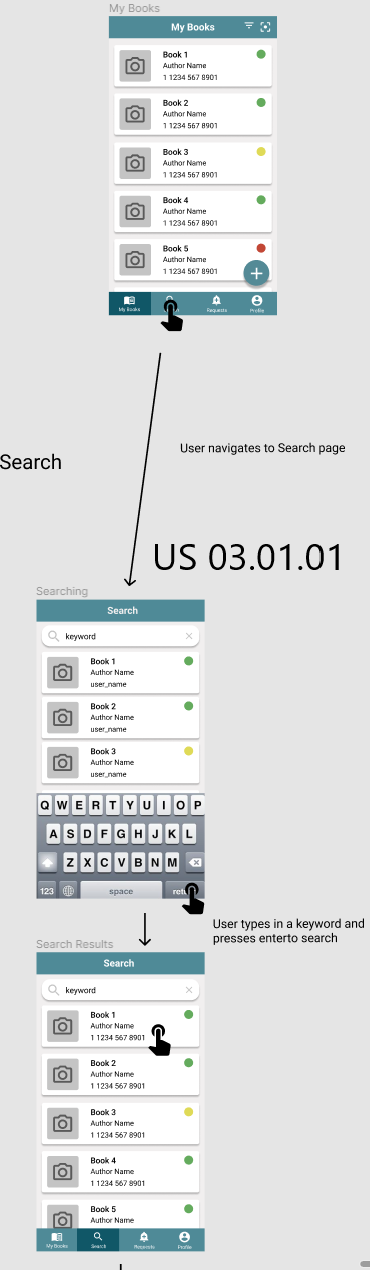 My Books
My Books
Book 1
Author Name
1 1234 567 8901
Book 2
Author Name
1 1234 567 8901
Book 3
Author Name
1 1234 567 8901
Book 4
Author Name
1 1234 567 8901
Book 5
Author Name
1 1234 567 8901
+
My Books
Requests
Profile
User navigates to Search page
Search
US 03.01.01
Searching
Search
keyword
Book 1
Author Name
user_name
Book 2
Author Name
user_name
Book 3
Author Name
user_name
Q W E R T Y U I O P
A S D F G H J K L
Z X C V B N M
123 space
User types in a keyword and
presses enterto search
Search Results
Search
keyword
Book 1
Author Name
1 1234 567 8901
Book 2
Author Name
1 1234 567 8901
Book 3
Author Name
1 1234 567 8901
Book 4
Author Name
1 1234 567 8901
Book 5
Author Name
My Books
Search
Requests
Profile